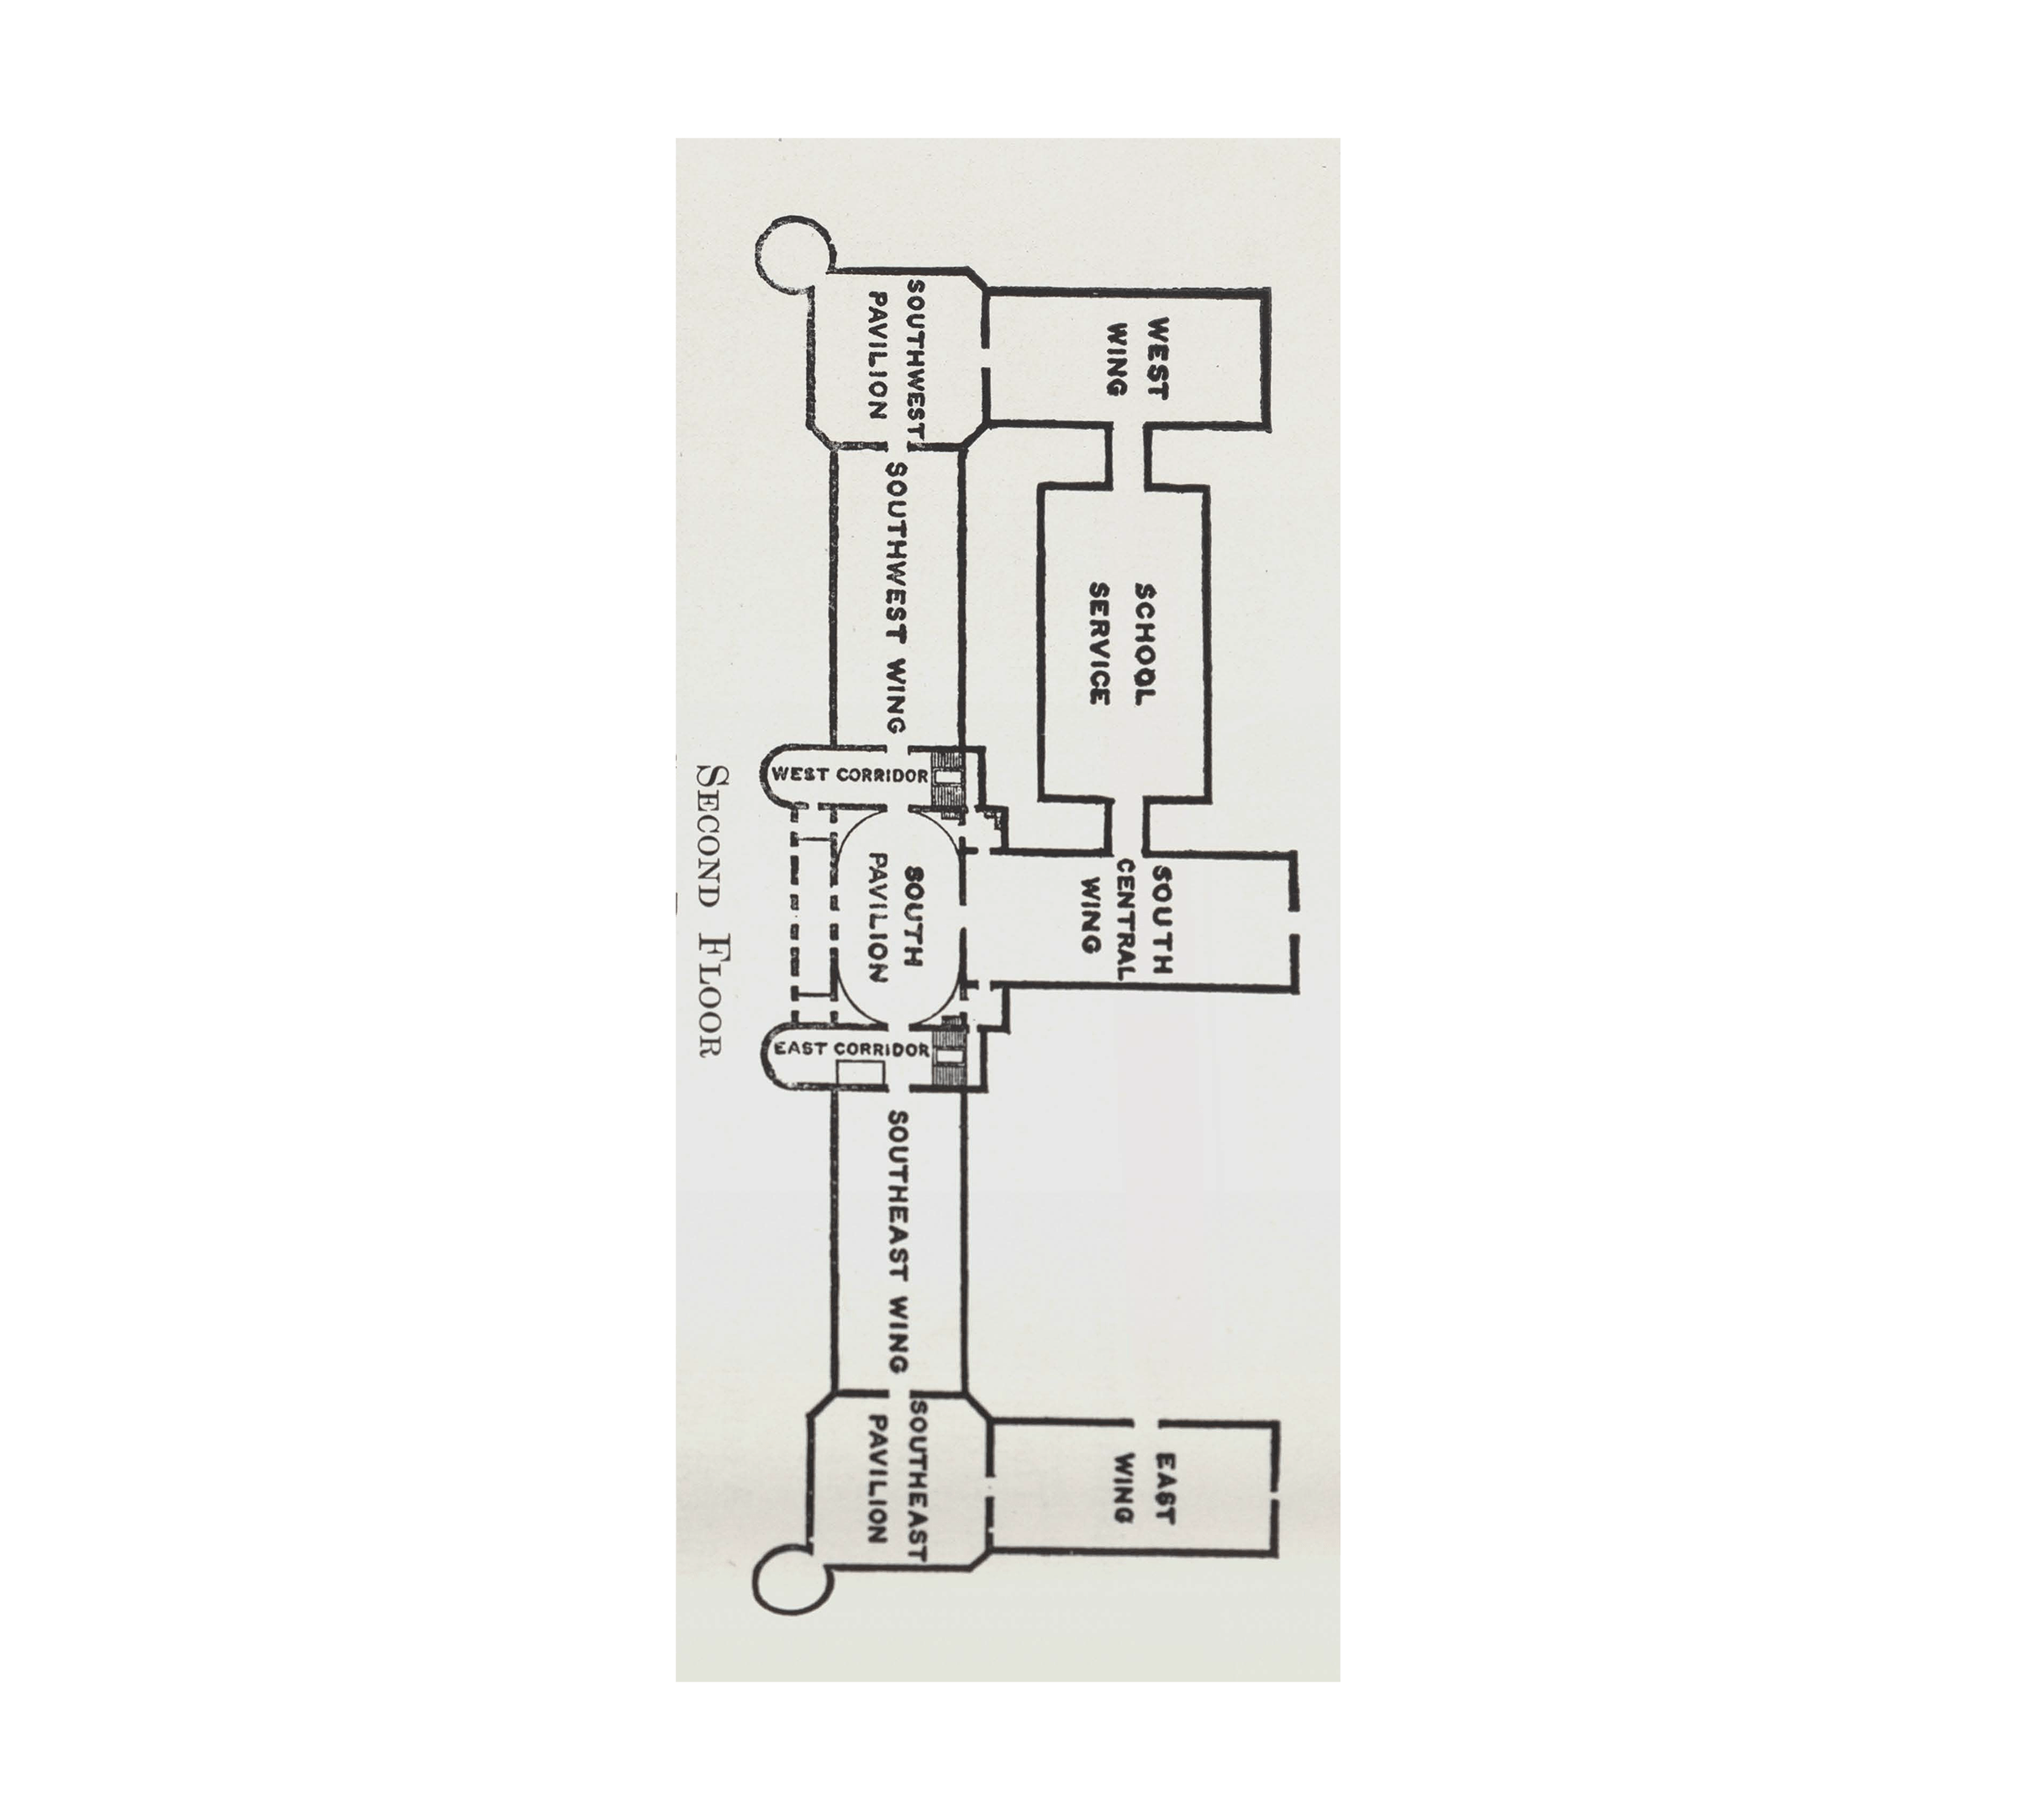 WEST
WING
SCHOOL
SERVICE
SOUTH
CENTRAL
WING
EAST
WING
SOUTHWEST
PAVILION
SOUTHWEST WING
WEST CORRIDOR
SOUTH
PAVILION
EAST CORRIDOR
SOUTHEAST WING
SOUTHEAST
PAVILION
SECOND FLOOR